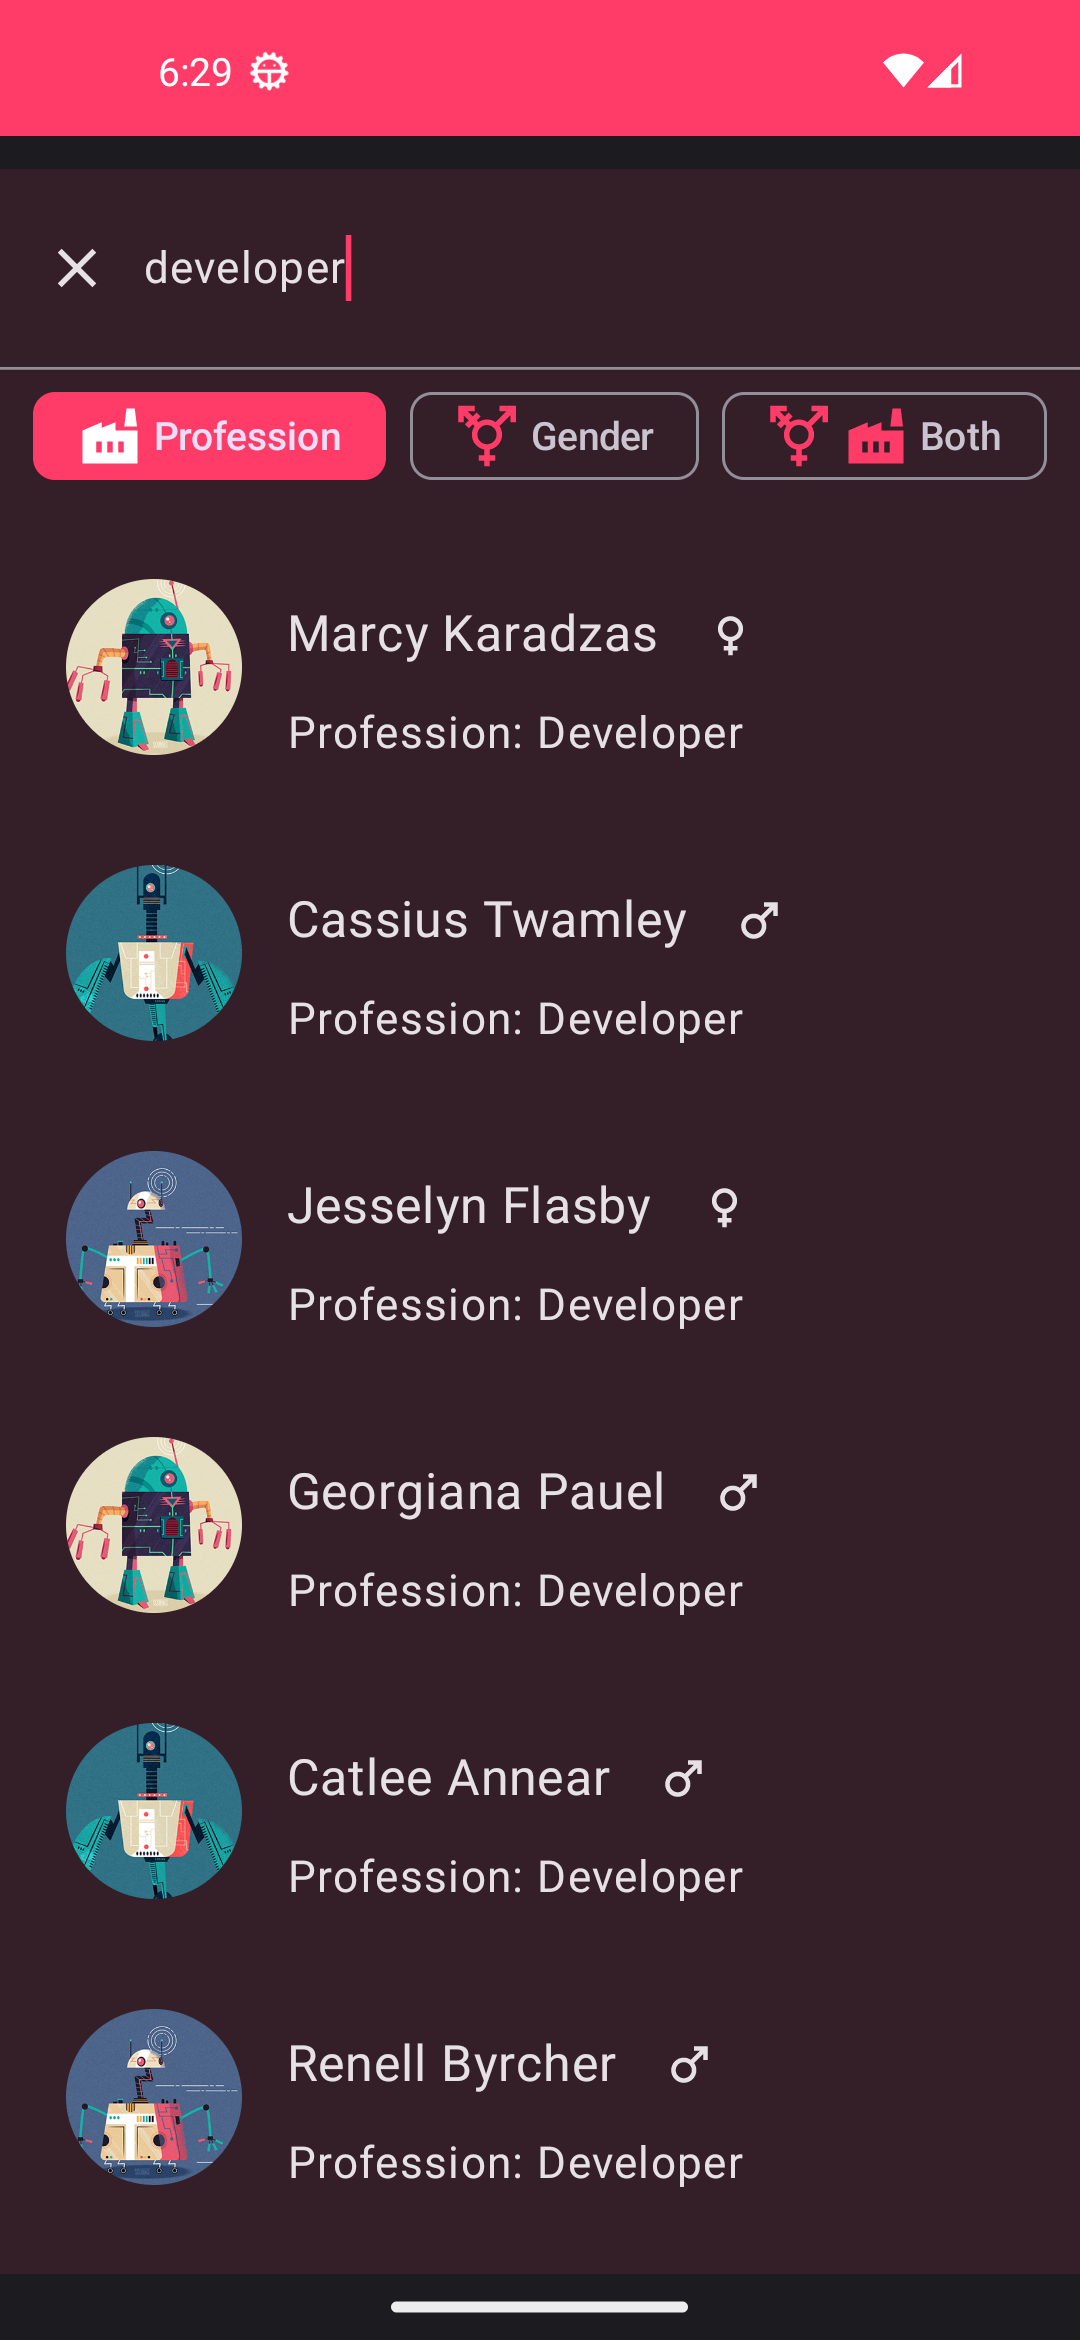 6:29
developer
Profession Gender Both
Marcy Karadzas
Profession: Developer
Cassius Twamley
Profession: Developer
Jesselyn Flasby
Profession: Developer
Georgiana Pauel
Profession: Developer
Catlee Annear
Profession: Developer
Renell Byrcher
Profession: Developer